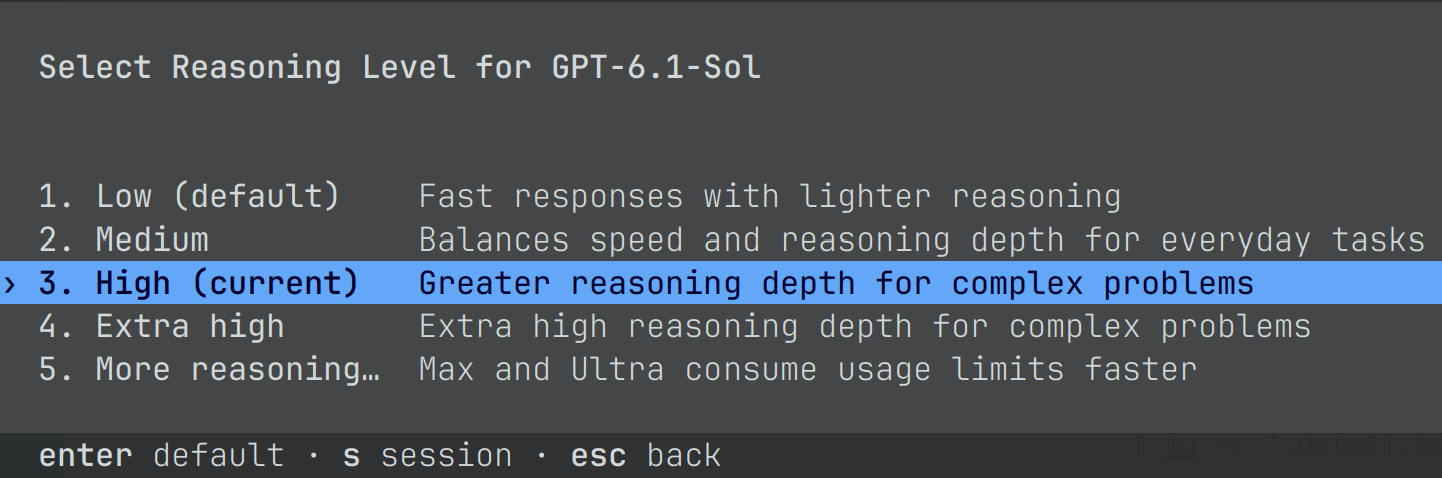 Select Reasoning Level for GPT-6.1-Sol
1. Low (default) Fast responses with lighter reasoning
2. Medium Balances speed and reasoning depth for everyday tasks
› 3. High (current) Greater reasoning depth for complex problems
4. Extra high Extra high reasoning depth for complex problems
5. More reasoning… Max and Ultra consume usage limits faster
enter default · s session · esc back